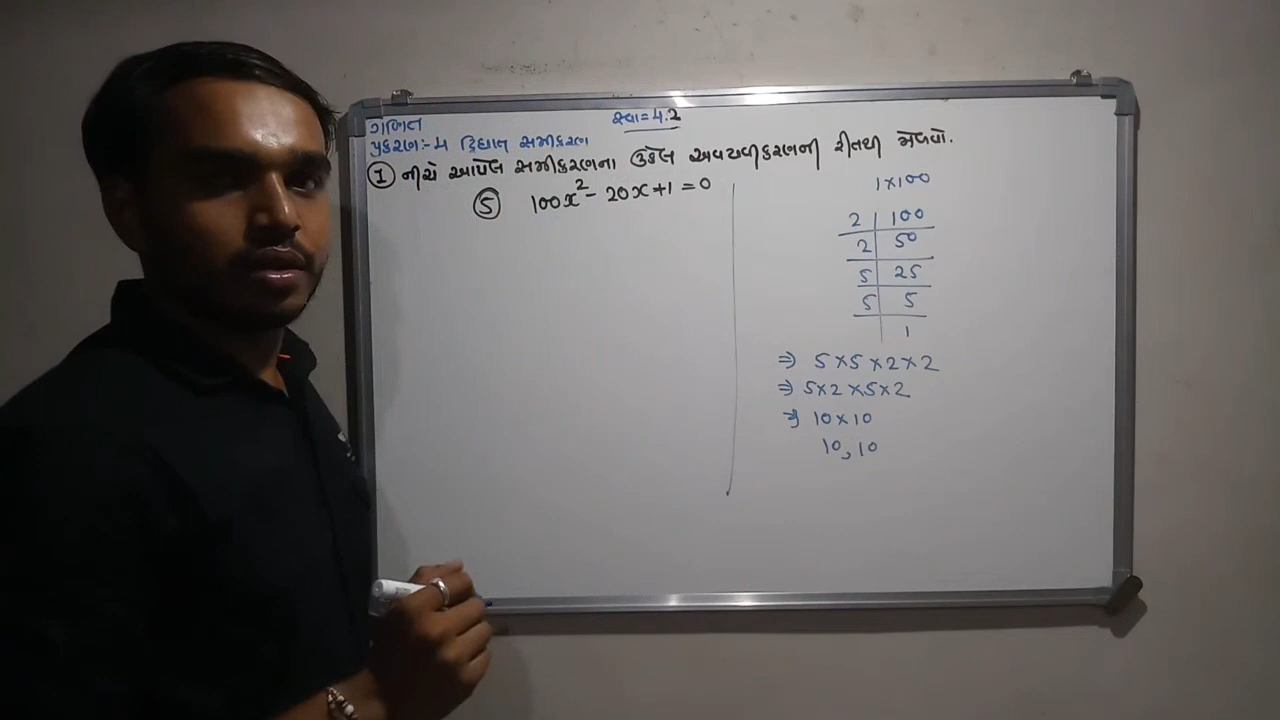 ગણિત
સ્વા = 4.2
પ્રકરણ:- 4 દ્વિઘાત સમીકરણ
① નીચે આપેલ સમીકરણના ઉકેલ અવયવીકરણની રીતથી મેળવો.
⑤ 100x² - 20x + 1 = 0
1 × 100
2 | 100
2 | 50
5 | 25
5 | 5
| 1
⇒ 5 × 5 × 2 × 2
⇒ 5 × 2 × 5 × 2
⇒ 10 × 10
10, 10